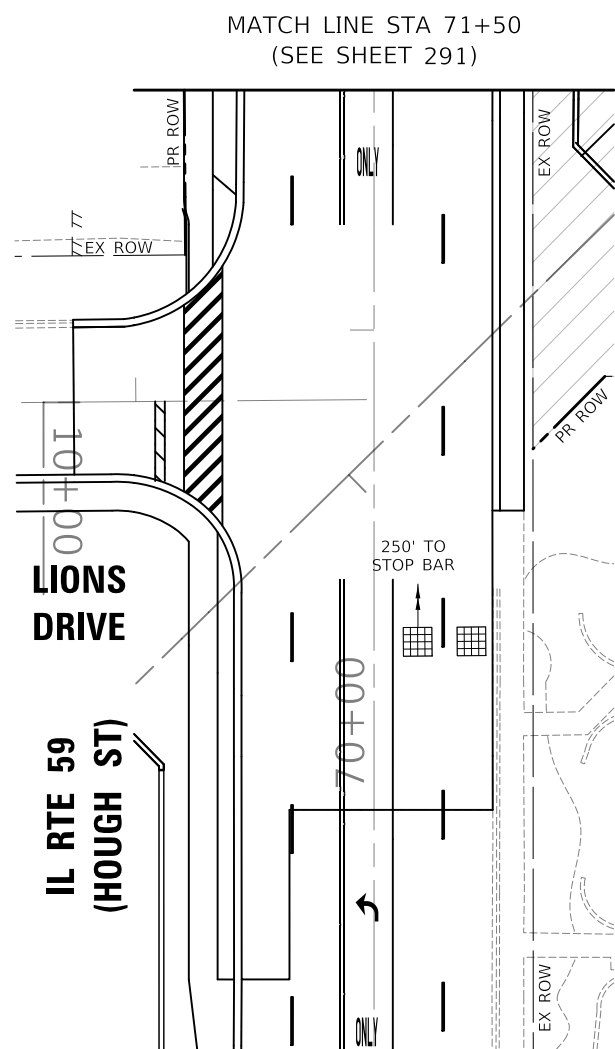 MATCH LINE STA 71+50
(SEE SHEET 291)
PR ROW
ONLY
EX ROW
EX ROW
PR ROW
10+00
250' TO
STOP BAR
LIONS
DRIVE
70+00
IL RTE 59
(HOUGH ST)
EX ROW
ONLY